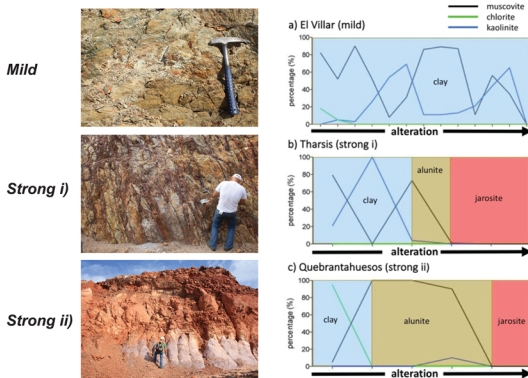 Mild
Strong i)
Strong ii)
a) El Villar (mild)
muscovite
chlorite
kaolinite
percentage (%)
100
80
60
40
20
0
clay
alteration
b) Tharsis (strong i)
percentage (%)
100
80
60
40
20
0
clay
alunite
jarosite
alteration
c) Quebrantahuesos (strong ii)
percentage (%)
100
80
60
40
20
0
clay
alunite
jarosite
alteration